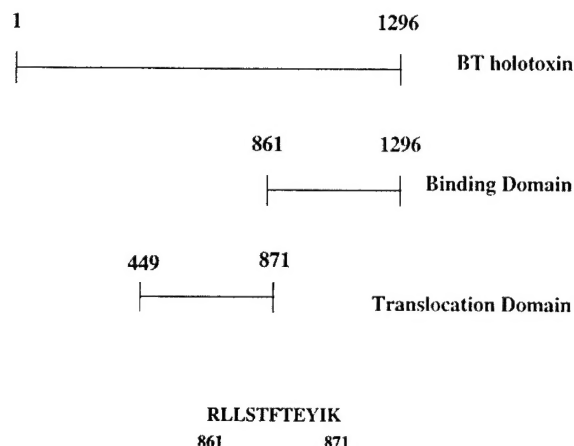 1 1296
BT holotoxin
861 1296
Binding Domain
449 871
Translocation Domain
RLLSTFTEYIK
861 871